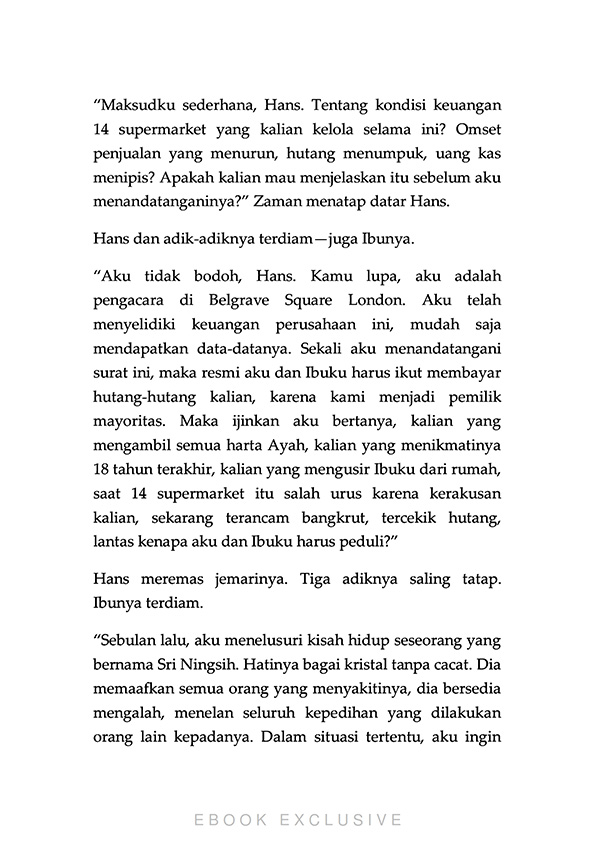 “Maksudku sederhana, Hans. Tentang kondisi keuangan
14 supermarket yang kalian kelola selama ini? Omset
penjualan yang menurun, hutang menumpuk, uang kas
menipis? Apakah kalian mau menjelaskan itu sebelum aku
menandatanganinya?” Zaman menatap datar Hans.
Hans dan adik-adiknya terdiam—juga Ibunya.
“Aku tidak bodoh, Hans. Kamu lupa, aku adalah
pengacara di Belgrave Square London. Aku telah
menyelidiki keuangan perusahaan ini, mudah saja
mendapatkan data-datanya. Sekali aku menandatangani
surat ini, maka resmi aku dan Ibuku harus ikut membayar
hutang-hutang kalian, karena kami menjadi pemilik
mayoritas. Maka ijinkan aku bertanya, kalian yang
mengambil semua harta Ayah, kalian yang menikmatinya
18 tahun terakhir, kalian yang mengusir Ibuku dari rumah,
saat 14 supermarket itu salah urus karena kerakusan
kalian, sekarang terancam bangkrut, tercekik hutang,
lantas kenapa aku dan Ibuku harus peduli?”
Hans meremas jemarinya. Tiga adiknya saling tatap.
Ibunya terdiam.
“Sebulan lalu, aku menelusuri kisah hidup seseorang yang
bernama Sri Ningsih. Hatinya bagai kristal tanpa cacat. Dia
memaafkan semua orang yang menyakitinya, dia bersedia
mengalah, menelan seluruh kepedihan yang dilakukan
orang lain kepadanya. Dalam situasi tertentu, aku ingin
EBOOK EXCLUSIVE